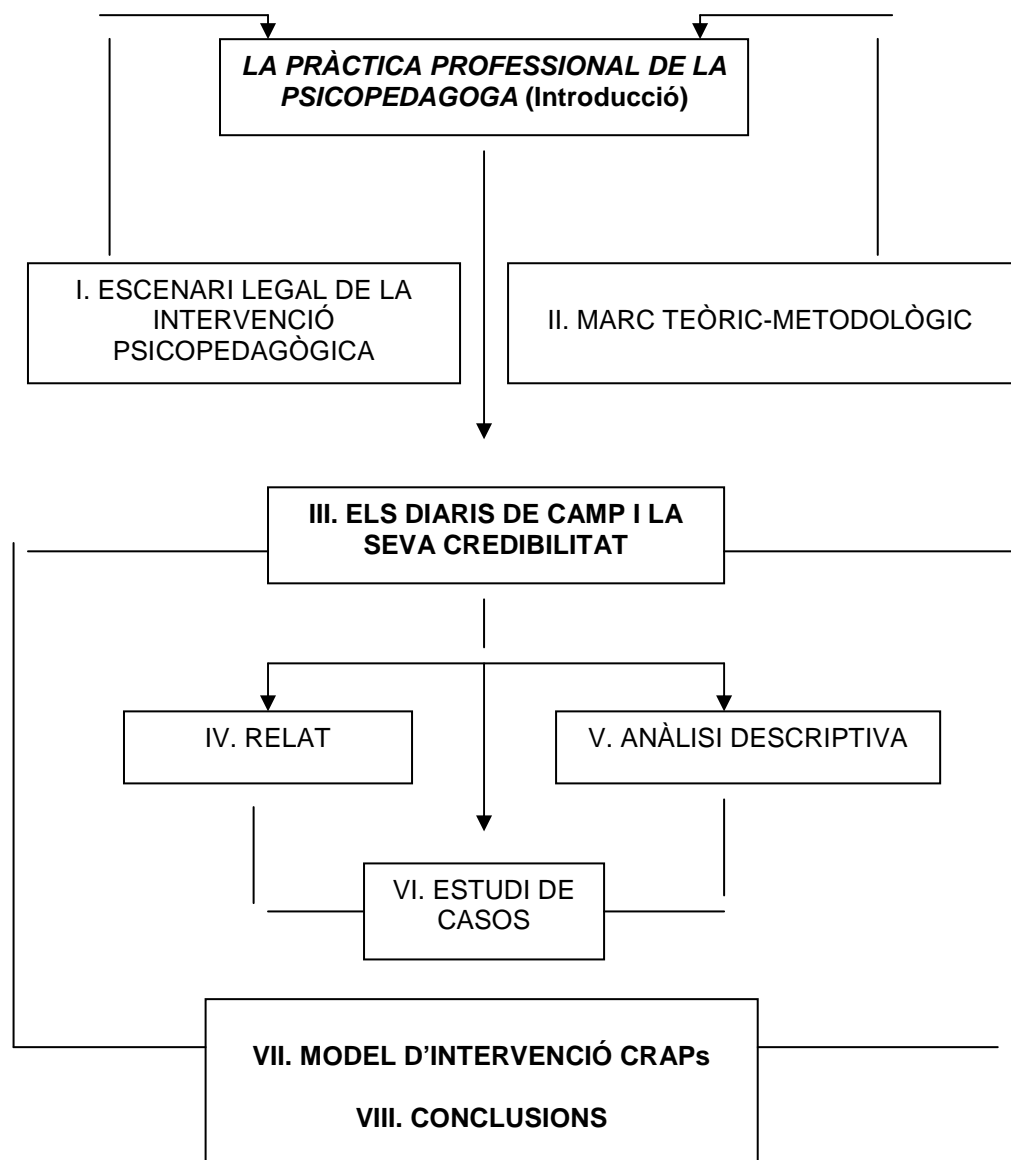 LA PRÀCTICA PROFESSIONAL DE LA
PSICOPEDAGOGA (Introducció)
I. ESCENARI LEGAL DE LA
INTERVENCIÓ
PSICOPEDAGÒGICA
II. MARC TEÒRIC-METODOLÒGIC
III. ELS DIARIS DE CAMP I LA
SEVA CREDIBILITAT
IV. RELAT
V. ANÀLISI DESCRIPTIVA
VI. ESTUDI DE
CASOS
VII. MODEL D’INTERVENCIÓ CRAPs
VIII. CONCLUSIONS